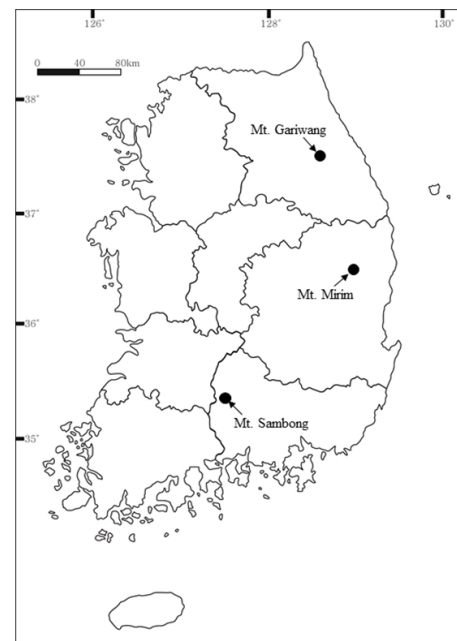 126° 128° 130°
0 40 80km
38°
Mt. Gariwang
37°
Mt. Mirim
36°
Mt. Sambong
35°